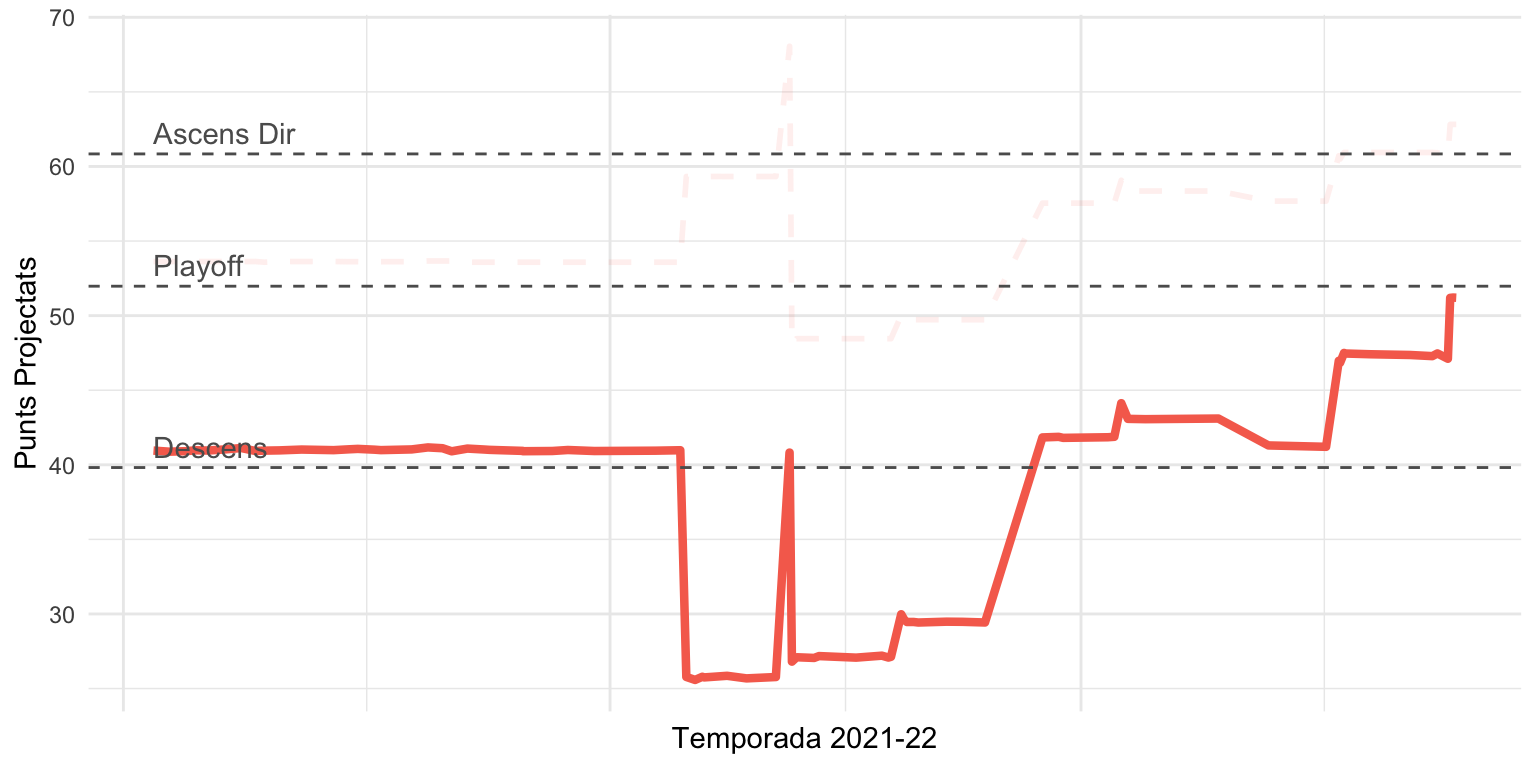 70
60
50
40
30
Ascens Dir
Playoff
Descens
Punts Projectats
Temporada 2021-22